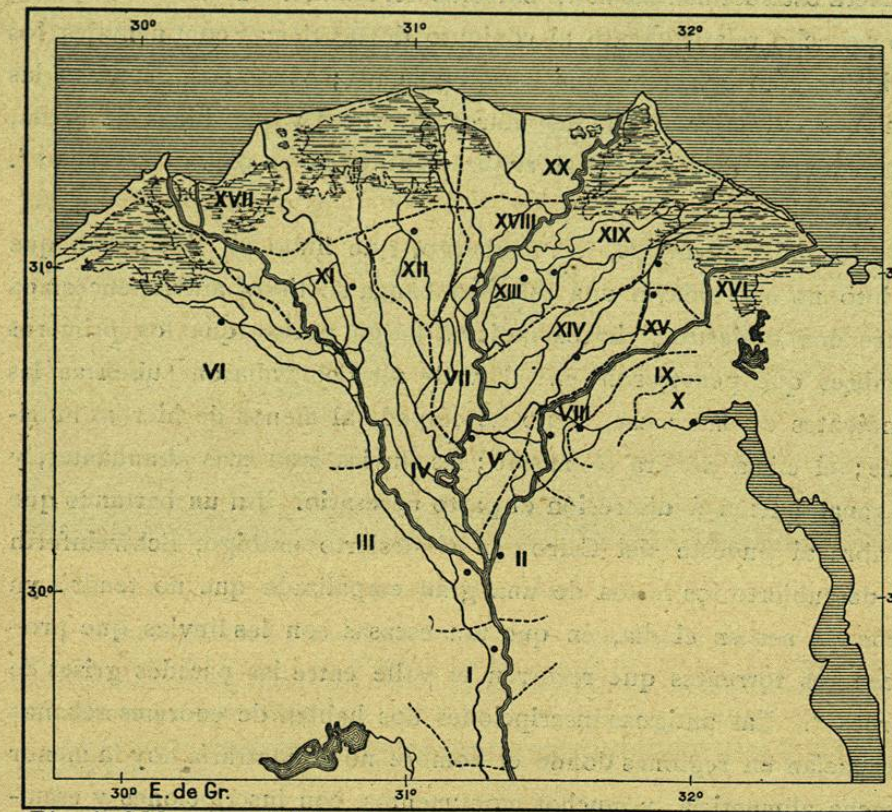 30° 31° 32°
XX
XVII
XVIII
XIX
31°
XI XII XIII XVI
XIV XV
VI VII IX
VIII X
IV V
III II
30°
I
30° 31° 32°
E. de Gr.